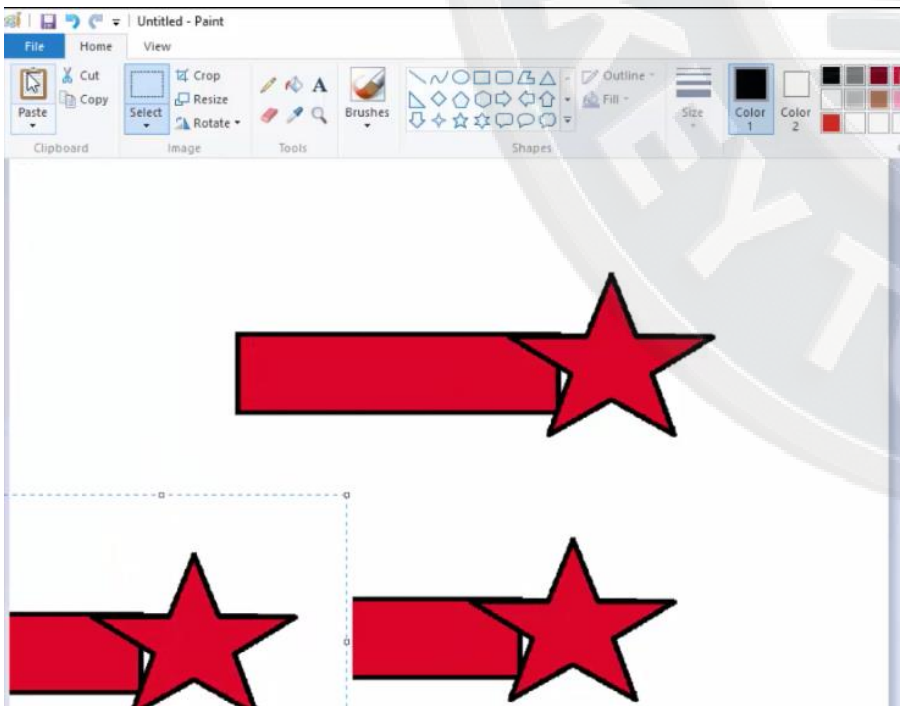 Untitled - Paint
File Home View
Paste
Cut
Copy
Clipboard
Select
Crop
Resize
Rotate
Image
A
Tools
Brushes
Shapes
Outline
Fill
Size
Color 1
Color 2
KEYT